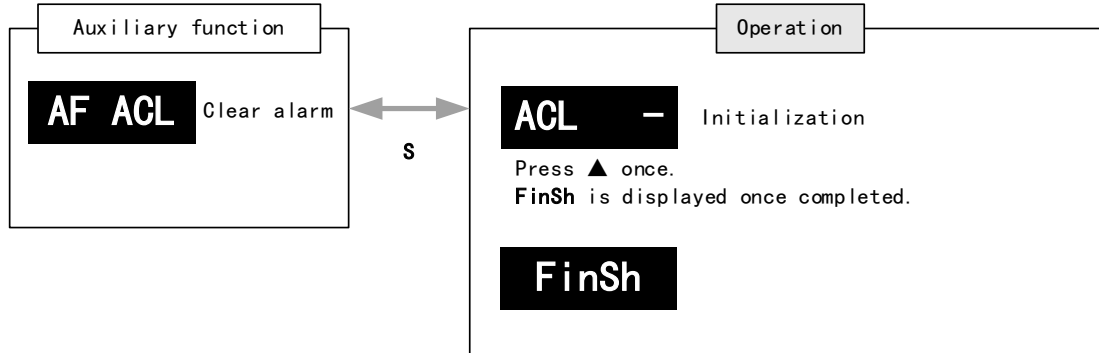 Auxiliary function
AF ACL Clear alarm
S
Operation
ACL - Initialization
Press ▲ once.
FinSh is displayed once completed.
FinSh